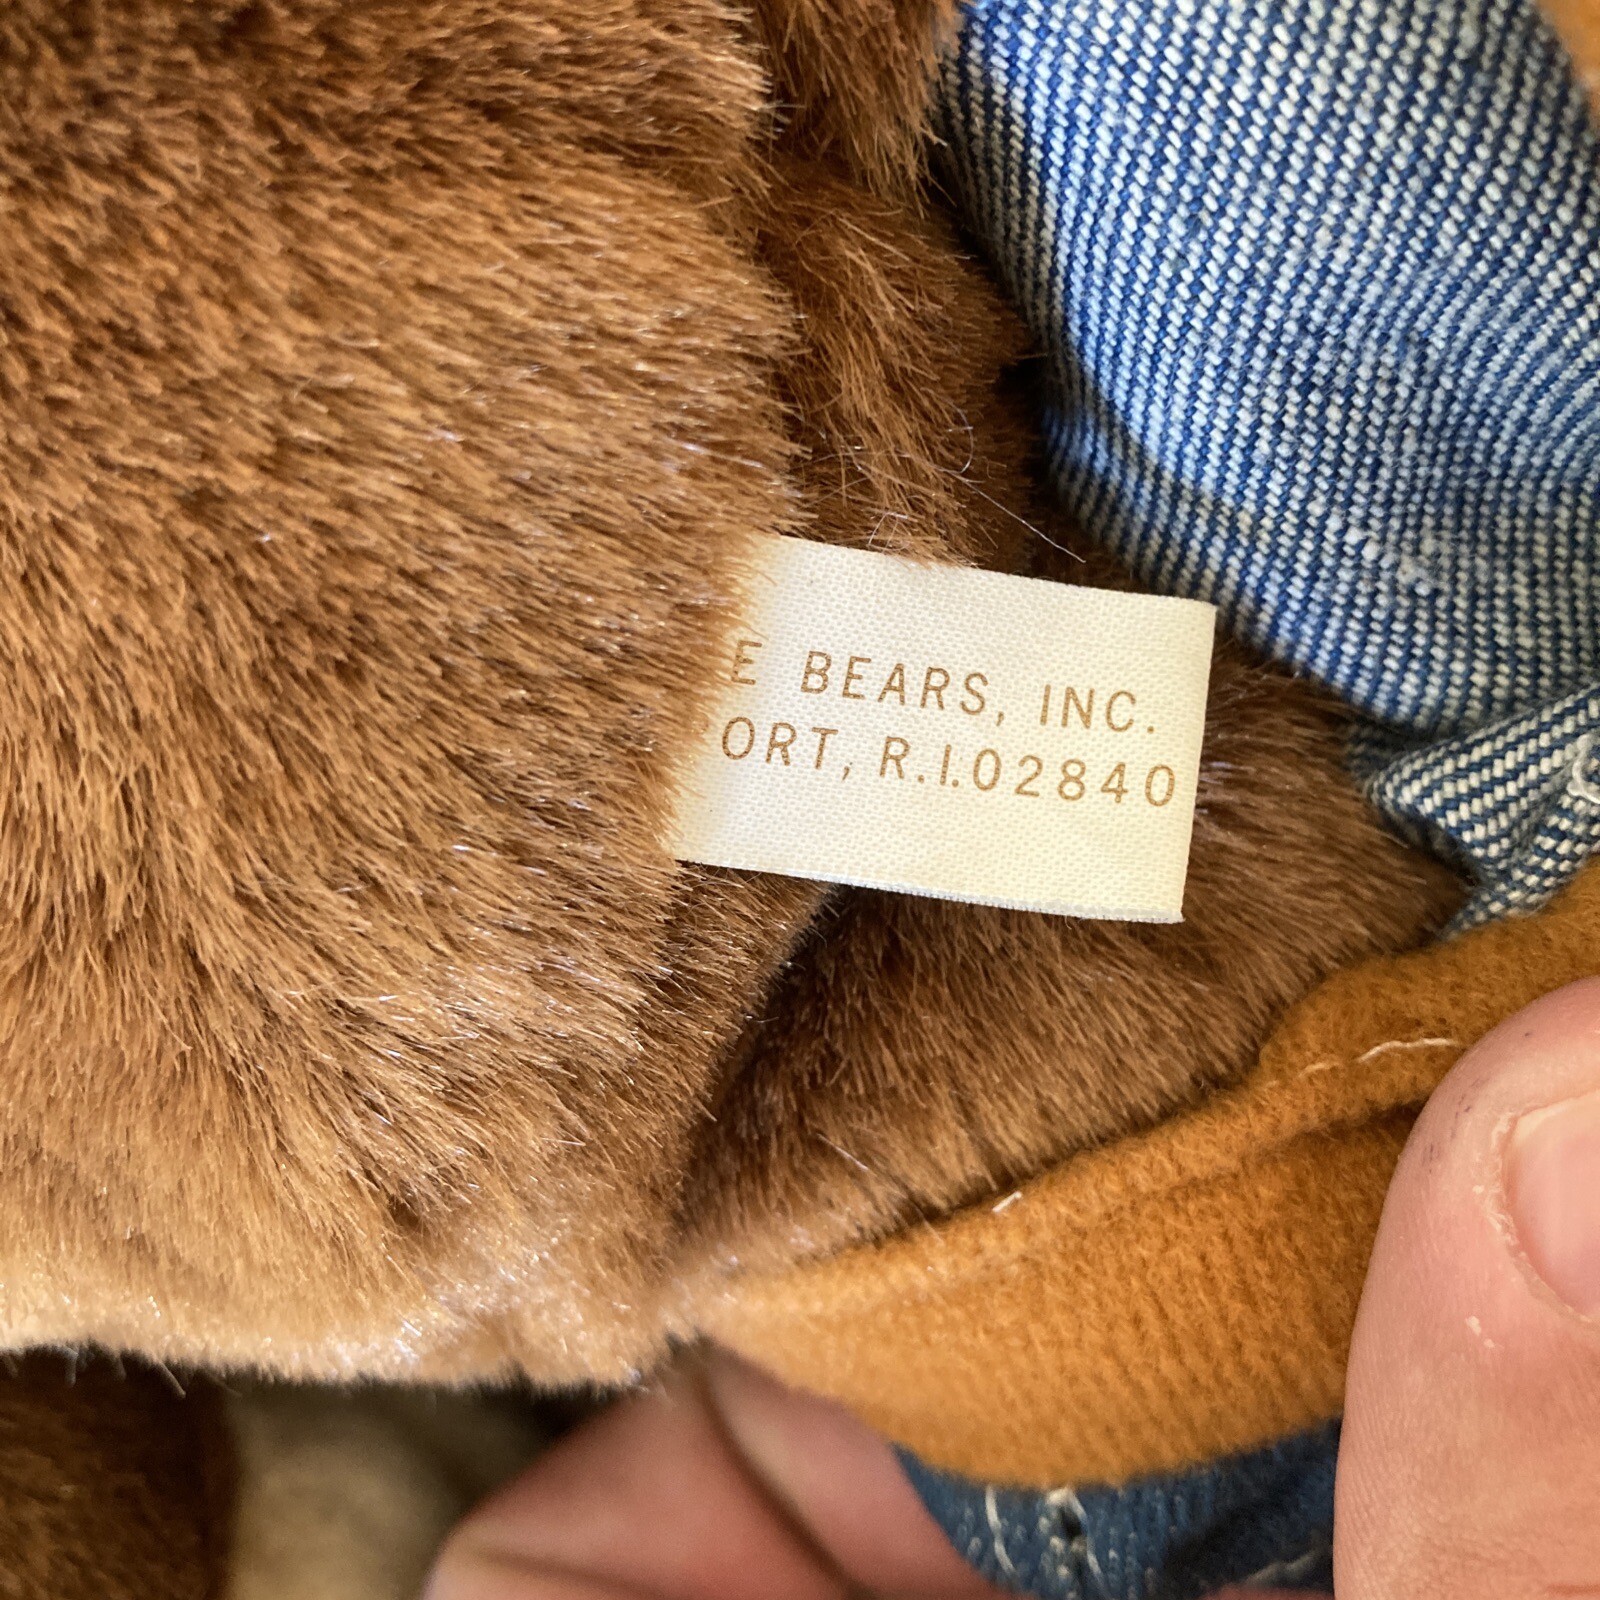 E BEARS, INC.
ORT, R.I.02840